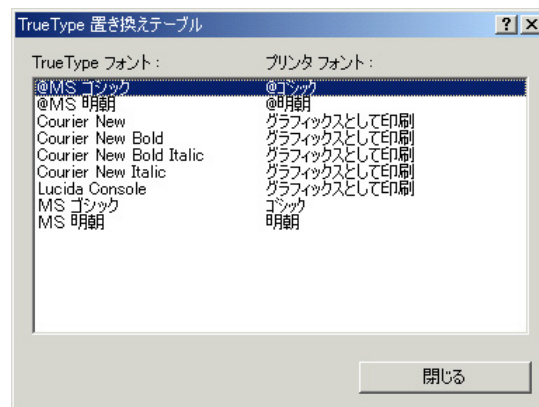 TrueType 置き換えテーブル
TrueType フォント： プリンタ フォント：
@MS ゴシック @ゴシック
@MS 明朝 @明朝
Courier New グラフィックスとして印刷
Courier New Bold グラフィックスとして印刷
Courier New Bold Italic グラフィックスとして印刷
Courier New Italic グラフィックスとして印刷
Lucida Console グラフィックスとして印刷
MS ゴシック ゴシック
MS 明朝 明朝
閉じる